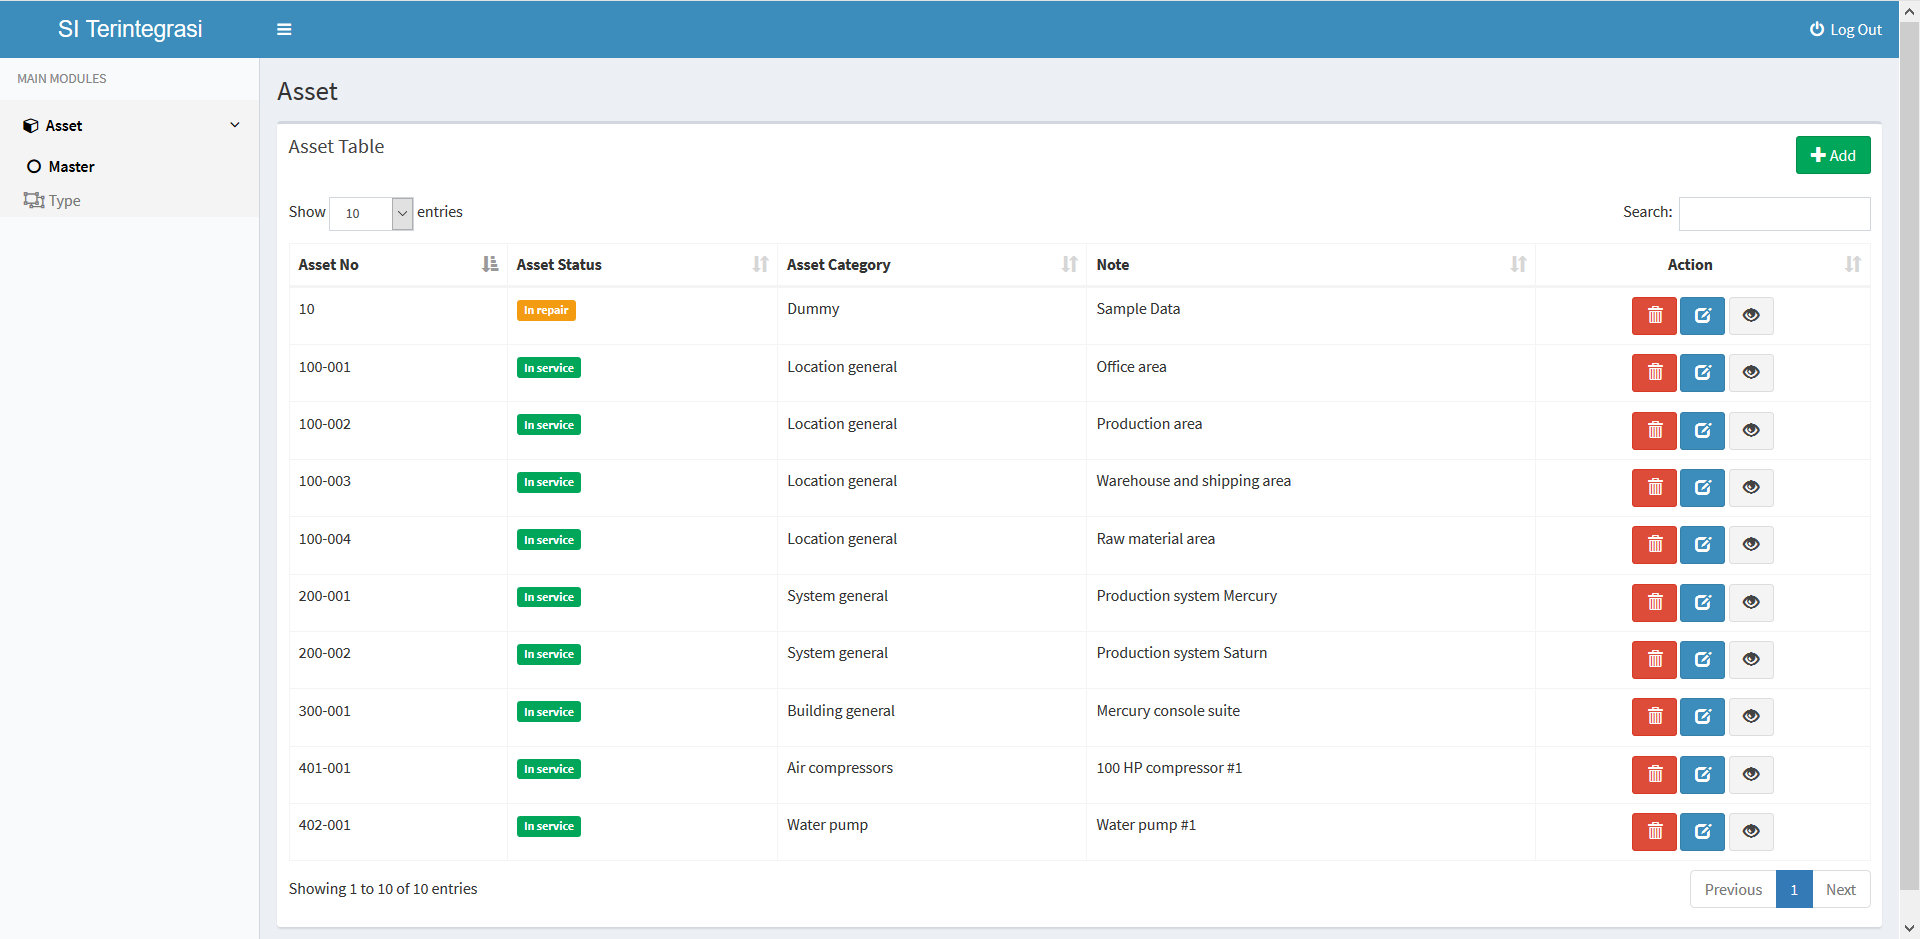 SI Terintegrasi
Log Out
MAIN MODULES
Asset
Master
Type
Asset
Asset Table
Add
Show 10 entries
Search:
Asset No Asset Status Asset Category Note Action
10 In repair Dummy Sample Data
100-001 In service Location general Office area
100-002 In service Location general Production area
100-003 In service Location general Warehouse and shipping area
100-004 In service Location general Raw material area
200-001 In service System general Production system Mercury
200-002 In service System general Production system Saturn
300-001 In service Building general Mercury console suite
401-001 In service Air compressors 100 HP compressor #1
402-001 In service Water pump Water pump #1
Showing 1 to 10 of 10 entries
Previous 1 Next